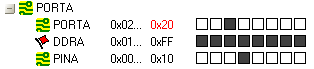 PORTA
PORTA 0x02... 0x20
DDRA 0x01... 0xFF
PINA 0x00... 0x10